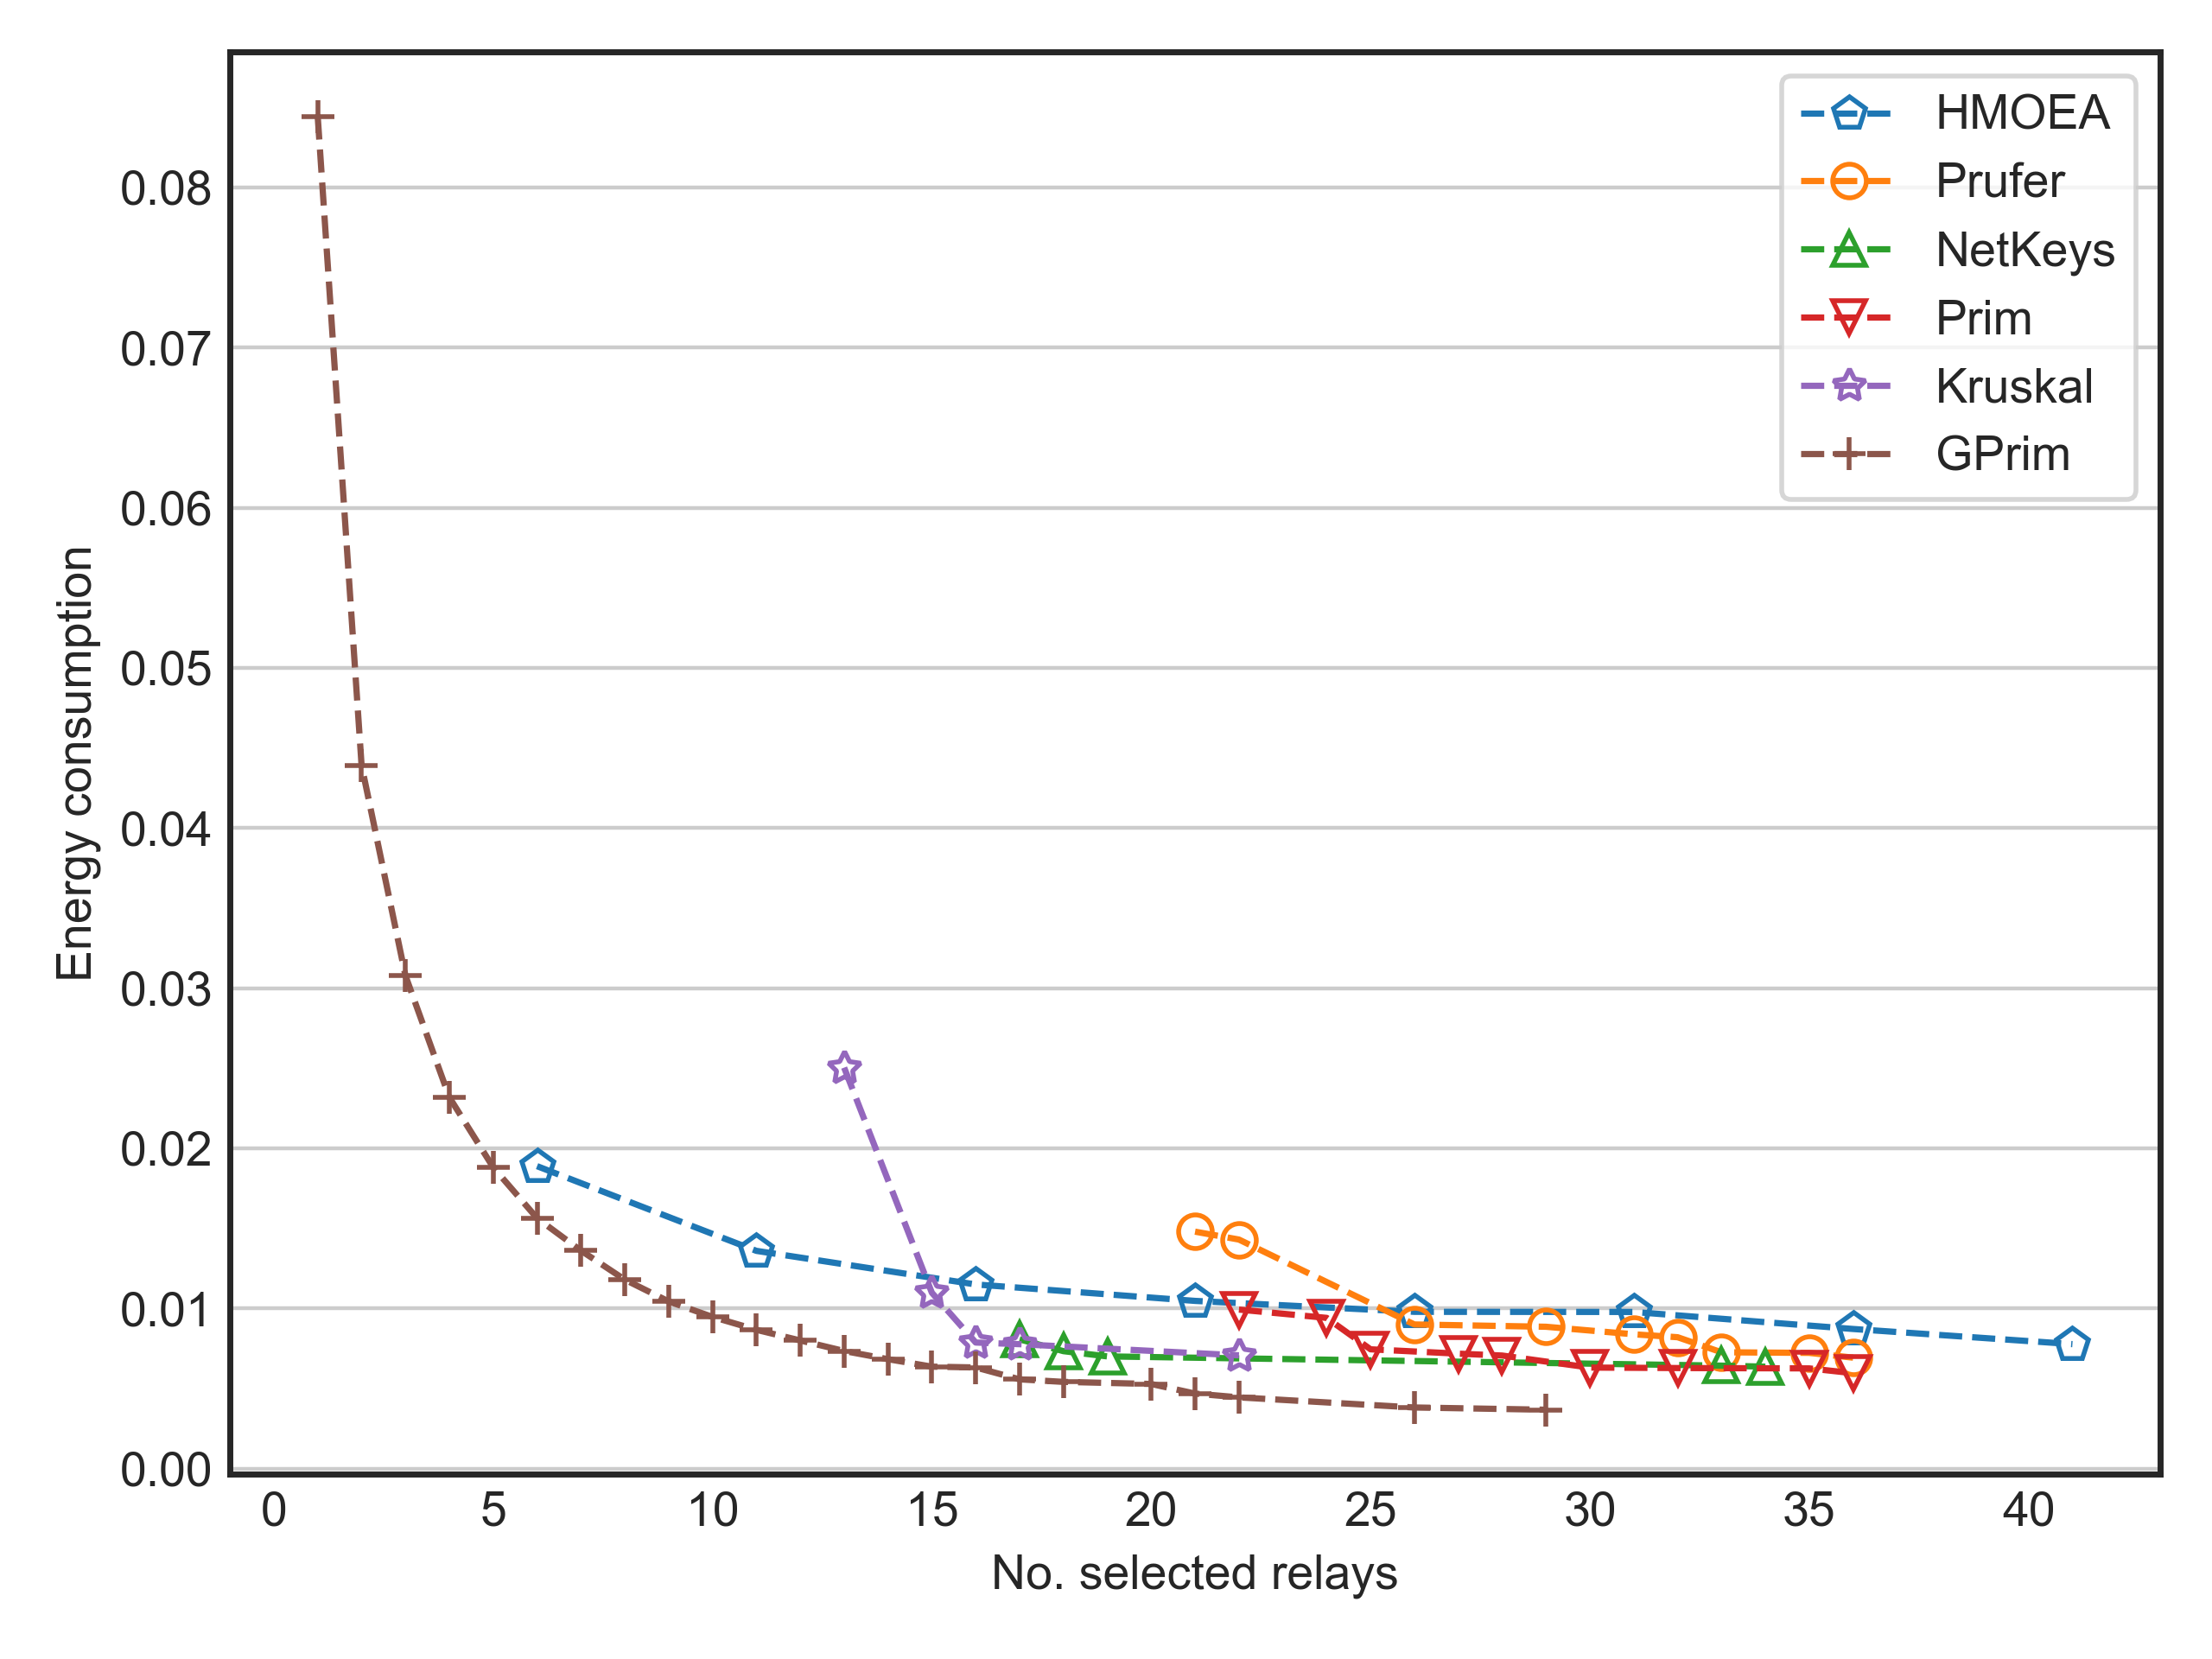 HMOEA
Prufer
NetKeys
Prim
Kruskal
GPrim
Energy consumption
0.08
0.07
0.06
0.05
0.04
0.03
0.02
0.01
0.00
0 5 10 15 20 25 30 35 40
No. selected relays